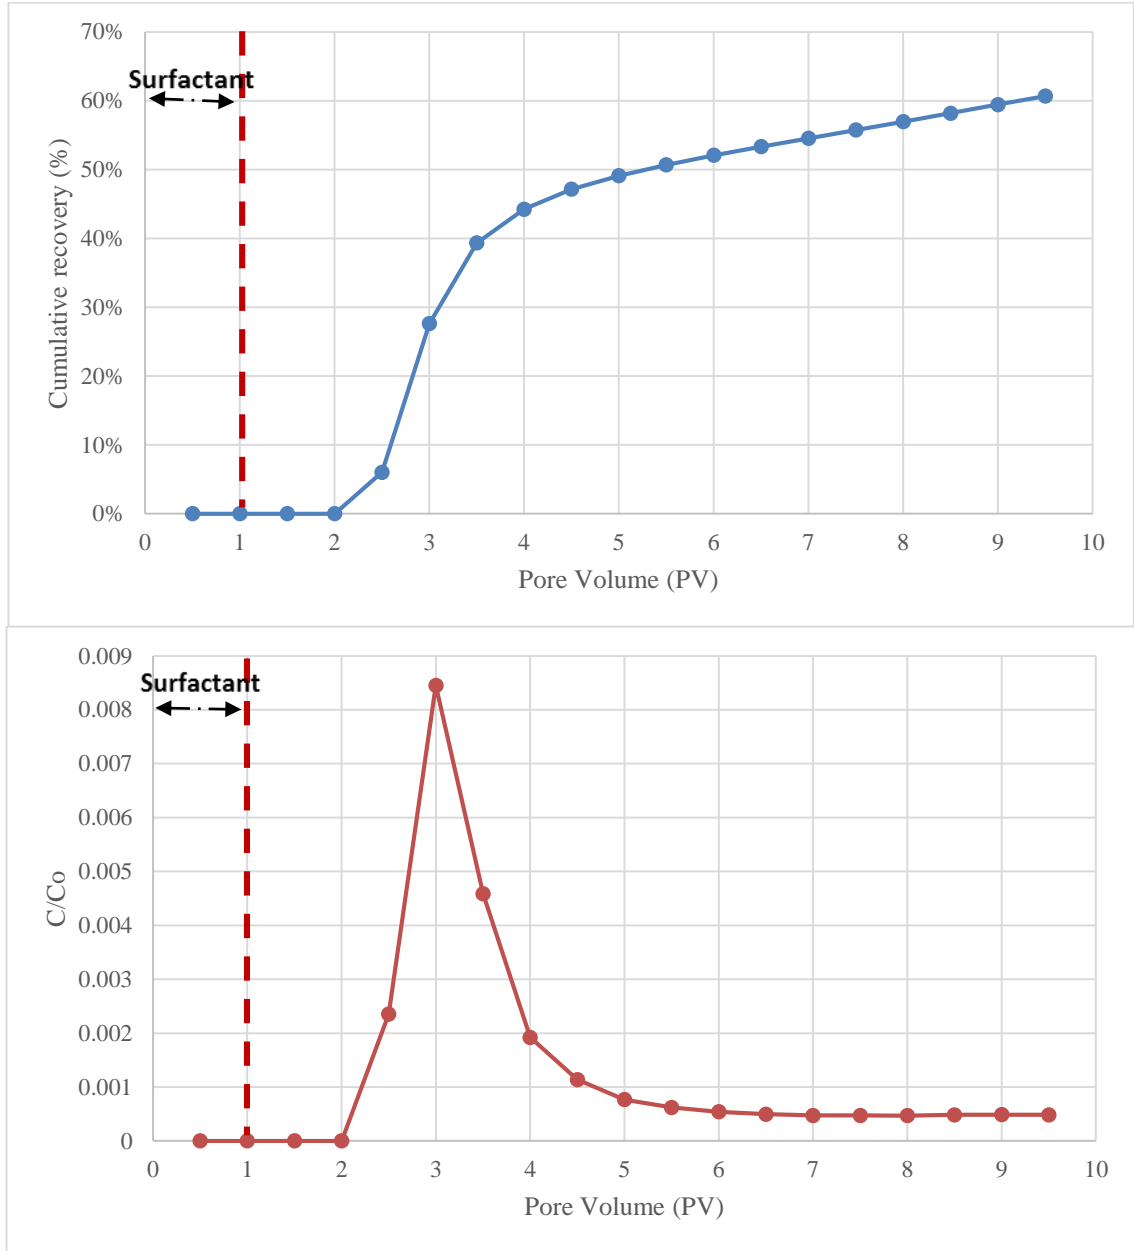 70%
Surfactant
60%
50%
40%
30%
20%
10%
0%
Cumulative recovery (%)
0 1 2 3 4 5 6 7 8 9 10
Pore Volume (PV)
0.009
Surfactant
0.008
0.007
0.006
0.005
0.004
0.003
0.002
0.001
0
C/Co
0 1 2 3 4 5 6 7 8 9 10
Pore Volume (PV)